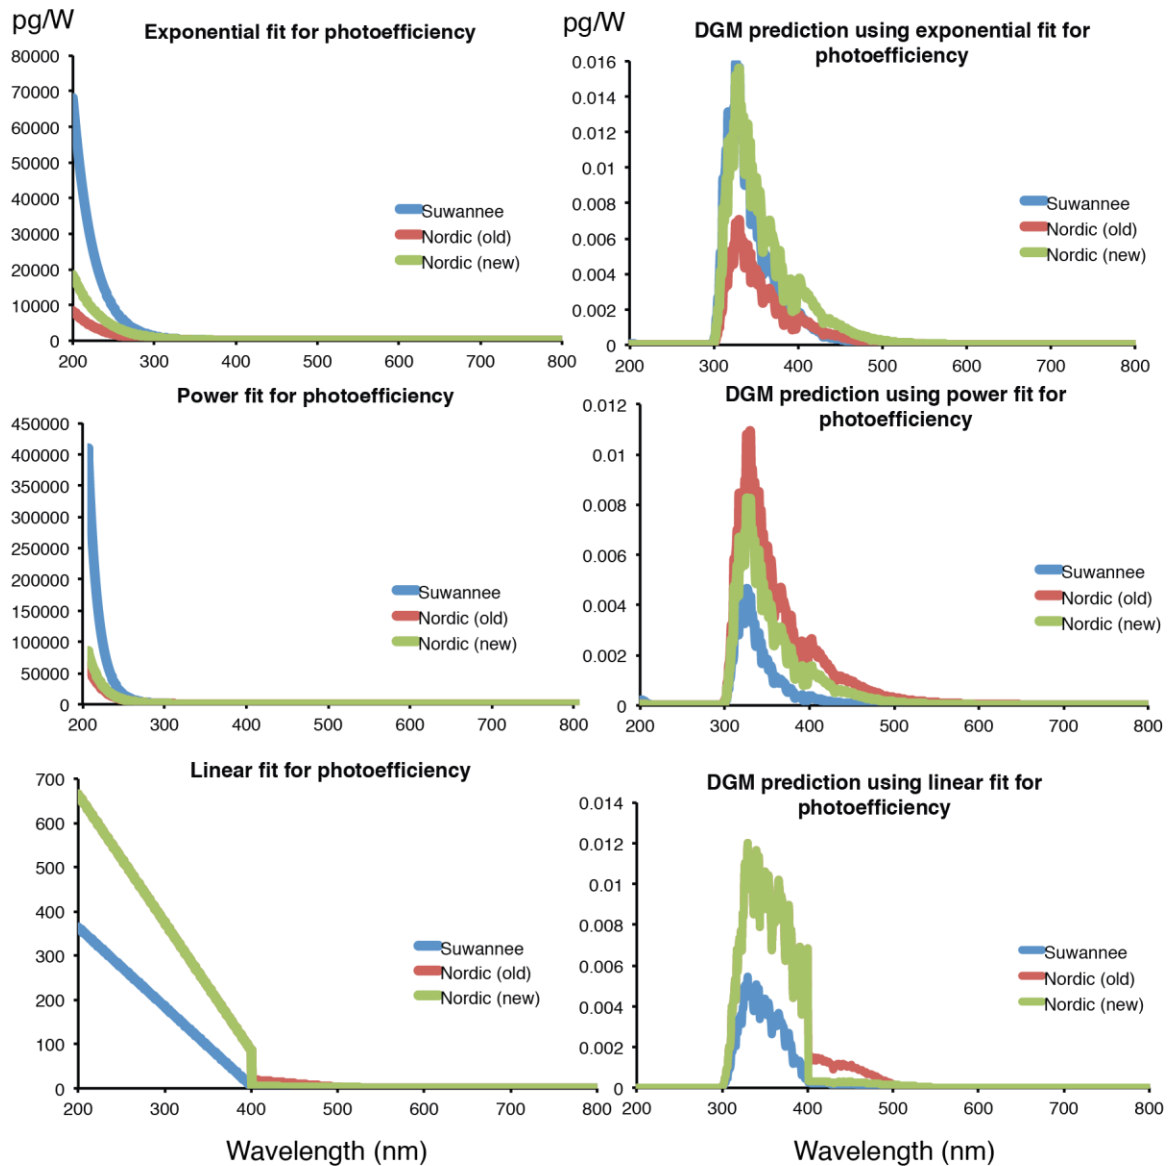 pg/W
Exponential fit for photoefficiency
80000
70000
60000
50000
40000
30000
20000
10000
0
200 300 400 500 600 700 800
Suwannee
Nordic (old)
Nordic (new)
pg/W
DGM prediction using exponential fit for
photoefficiency
0.016
0.014
0.012
0.01
0.008
0.006
0.004
0.002
0
200 300 400 500 600 700 800
Suwannee
Nordic (old)
Nordic (new)
Power fit for photoefficiency
450000
400000
350000
300000
250000
200000
150000
100000
50000
0
200 300 400 500 600 700 800
Suwannee
Nordic (old)
Nordic (new)
DGM prediction using power fit for
photoefficiency
0.012
0.01
0.008
0.006
0.004
0.002
0
200 300 400 500 600 700 800
Suwannee
Nordic (old)
Nordic (new)
Linear fit for photoefficiency
700
600
500
400
300
200
100
0
200 300 400 500 600 700 800
Suwannee
Nordic (old)
Nordic (new)
Wavelength (nm)
DGM prediction using linear fit for
photoefficiency
0.014
0.012
0.01
0.008
0.006
0.004
0.002
0
200 300 400 500 600 700 800
Suwannee
Nordic (old)
Nordic (new)
Wavelength (nm)